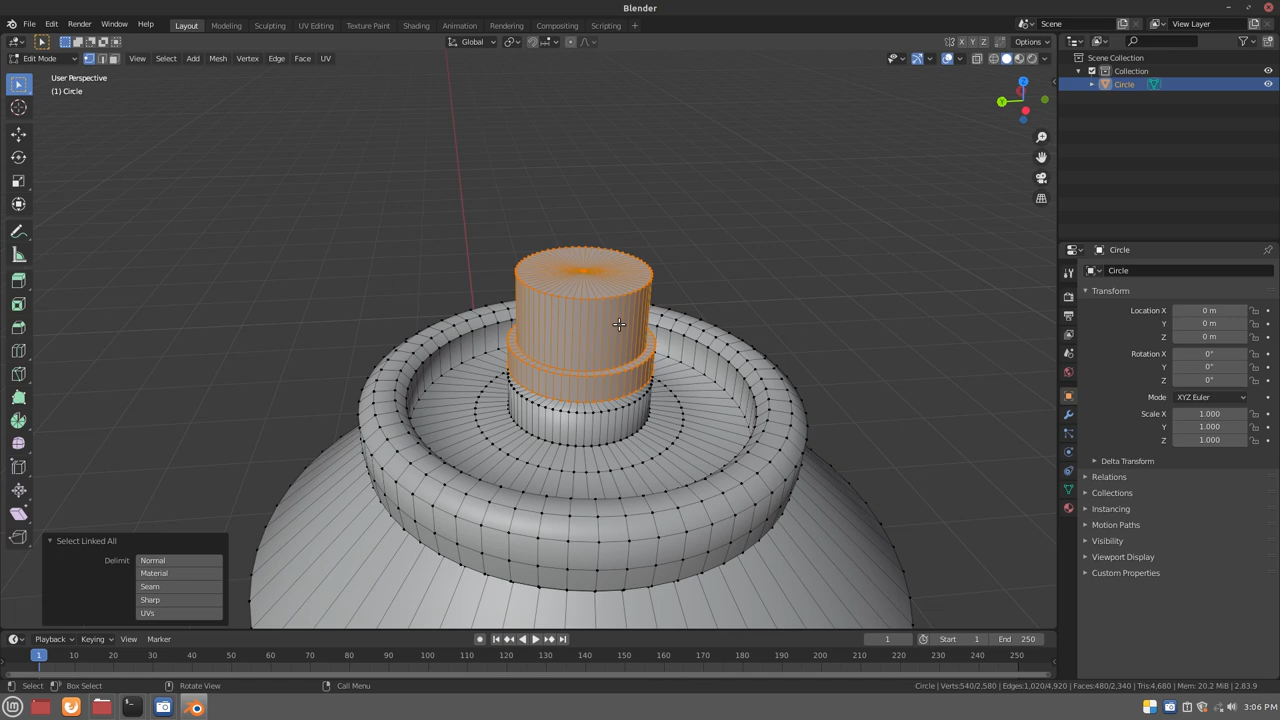 Blender
File Edit Render Window Help
Layout Modeling Sculpting UV Editing Texture Paint Shading Animation Rendering Compositing Scripting +
Scene
View Layer
Global
X Y Z
Options
Edit Mode
View Select Add Mesh Vertex Edge Face UV
User Perspective
(1) Circle
Z
Y
Scene Collection
Collection
Circle
Circle
Circle
Transform
Location X 0 m
Y 0 m
Z 0 m
Rotation X 0°
Y 0°
Z 0°
Mode XYZ Euler
Scale X 1.000
Y 1.000
Z 1.000
Delta Transform
Relations
Collections
Instancing
Motion Paths
Visibility
Viewport Display
Custom Properties
Select Linked All
Delimit Normal
Material
Seam
Sharp
UVs
Playback Keying View Marker
1
Start 1
End 250
1 10 20 30 40 50 60 70 80 90 100 110 120 130 140 150 160 170 180 190 200 210 220 230 240 250
Select
Box Select
Rotate View
Call Menu
Circle | Verts:540/2,580 | Edges:1,020/4,920 | Faces:480/2,340 | Tris:4,680 | Mem: 20.2 MiB | 2.83.9
3:06 PM